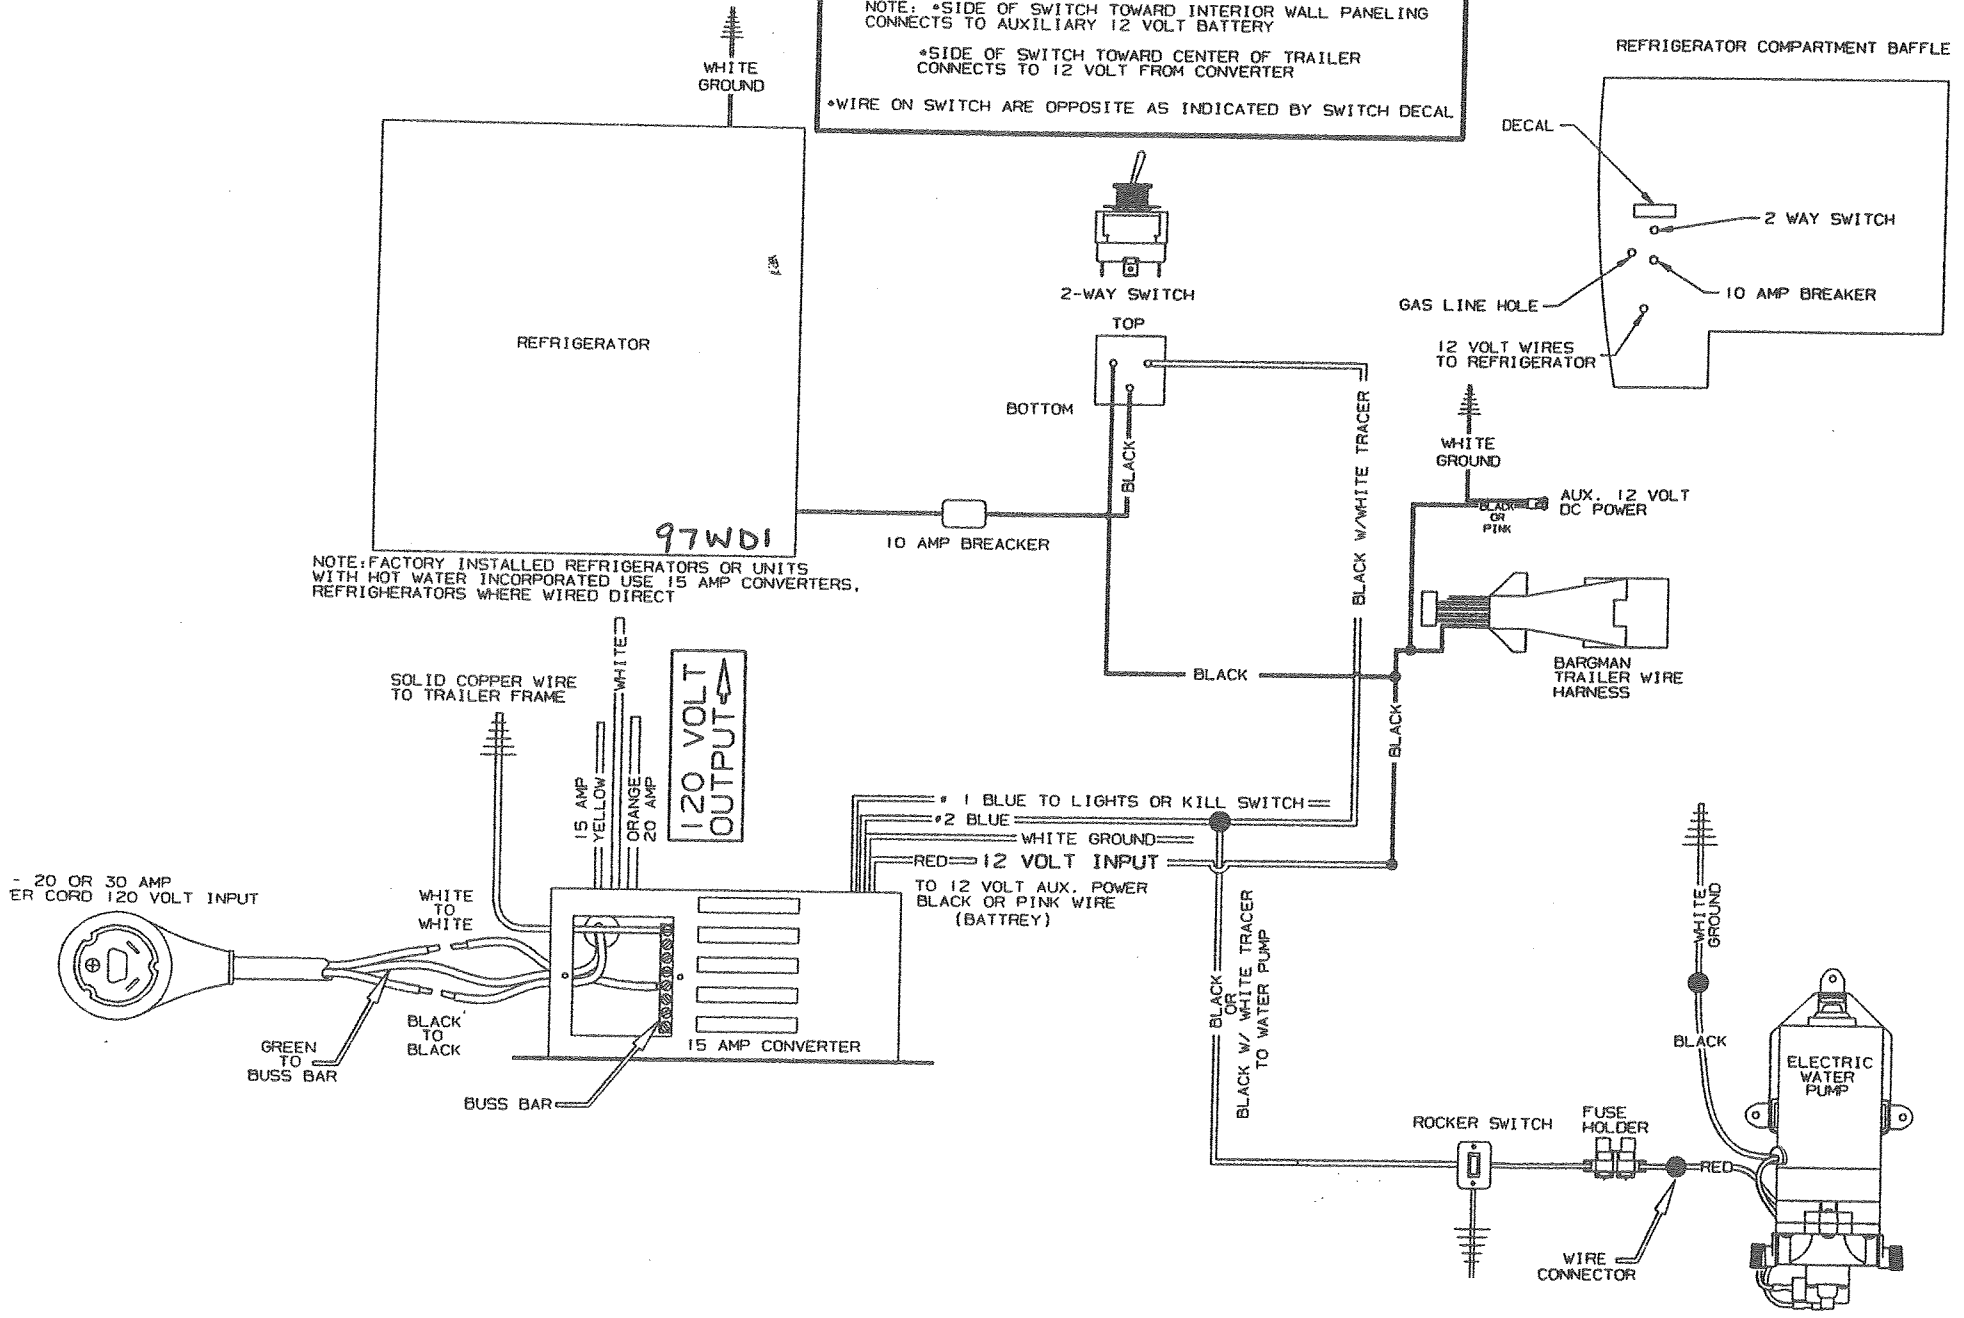 NOTE: *SIDE OF SWITCH TOWARD INTERIOR WALL PANELING
CONNECTS TO AUXILIARY 12 VOLT BATTERY
*SIDE OF SWITCH TOWARD CENTER OF TRAILER
CONNECTS TO 12 VOLT FROM CONVERTER
*WIRE ON SWITCH ARE OPPOSITE AS INDICATED BY SWITCH DECAL
WHITE
GROUND
REFRIGERATOR COMPARTMENT BAFFLE
DECAL
2 WAY SWITCH
10 AMP BREAKER
GAS LINE HOLE
12 VOLT WIRES
TO REFRIGERATOR
2-WAY SWITCH
TOP
BOTTOM
BLACK
REFRIGERATOR
97WD1
NOTE:FACTORY INSTALLED REFRIGERATORS OR UNITS
WITH HOT WATER INCORPORATED USE 15 AMP CONVERTERS,
REFRIGHERATORS WHERE WIRED DIRECT
10 AMP BREACKER
BLACK W/WHITE TRACER
WHITE
GROUND
AUX. 12 VOLT
DC POWER
BLACK
OR
PINK
BARGMAN
TRAILER WIRE
HARNESS
BLACK
BLACK
SOLID COPPER WIRE
TO TRAILER FRAME
WHITE
15 AMP
YELLOW
ORANGE
20 AMP
120 VOLT
OUTPUT
# 1 BLUE TO LIGHTS OR KILL SWITCH
#2 BLUE
WHITE GROUND
RED
12 VOLT INPUT
TO 12 VOLT AUX. POWER
BLACK OR PINK WIRE
(BATTREY)
- 20 OR 30 AMP
ER CORD 120 VOLT INPUT
WHITE
TO
WHITE
BLACK
TO
BLACK
GREEN
TO
BUSS BAR
BUSS BAR
15 AMP CONVERTER
BLACK
OR
BLACK W/ WHITE TRACER
TO WATER PUMP
ROCKER SWITCH
FUSE
HOLDER
RED
WIRE
CONNECTOR
WHITE
GROUND
BLACK
ELECTRIC
WATER
PUMP